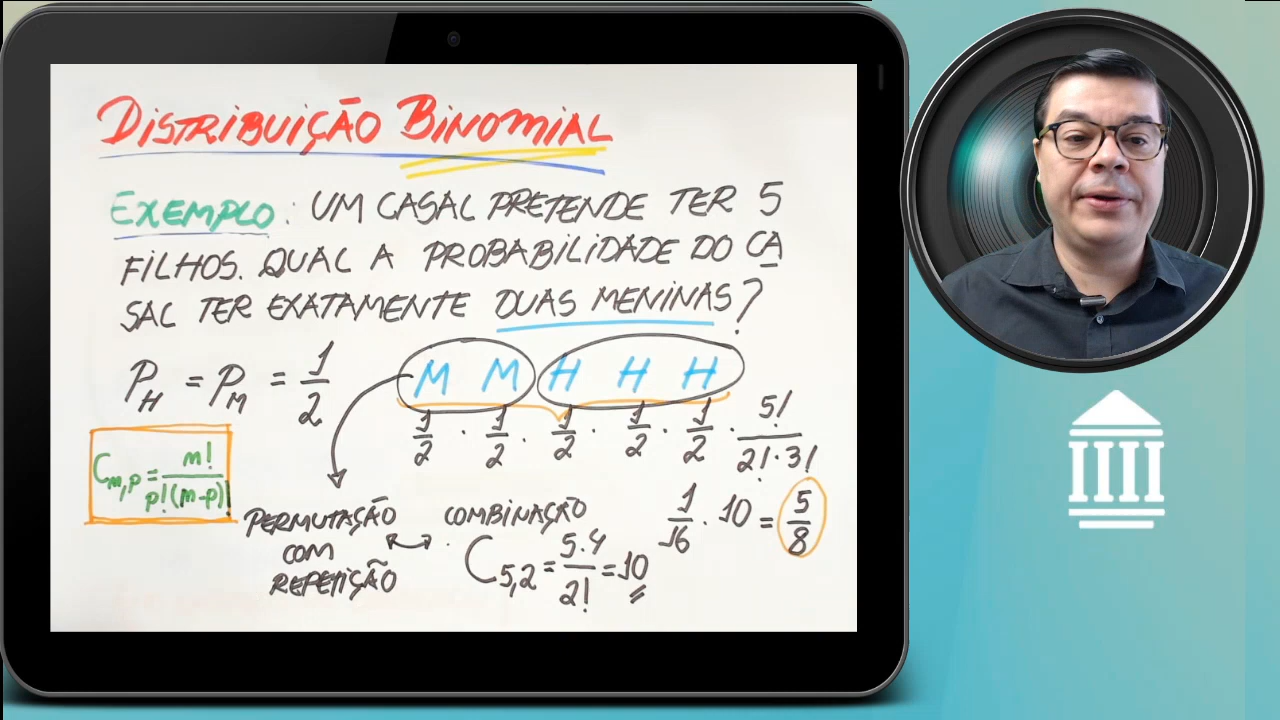 DISTRIBUIÇÃO BINOMIAL
EXEMPLO: UM CASAL PRETENDE TER 5
FILHOS. QUAL A PROBABILIDADE DO CA
SAL TER EXATAMENTE DUAS MENINAS?
P_H = P_M = 1/2
M M H H H
1/2 · 1/2 · 1/2 · 1/2 · 1/2 · 5!/(2!·3!)
C_m,p = m!/(p!(m-p)!)
1/16 · 10 = 5/8
PERMUTAÇÃO COMBINAÇÃO
COM
REPETIÇÃO
C_5,2 = 5.4/2! = 10